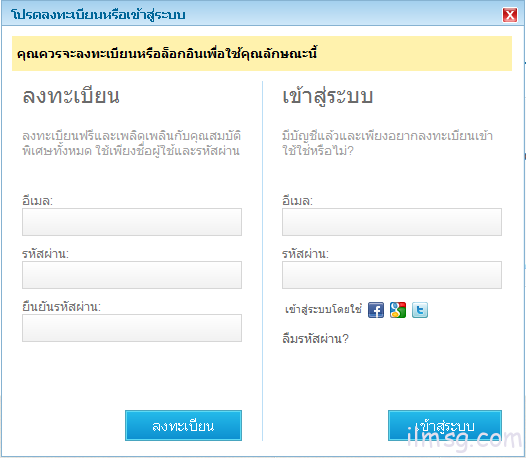 โปรดลงทะเบียนหรือเข้าสู่ระบบ
คุณควรจะลงทะเบียนหรือล็อกอินเพื่อใช้คุณลักษณะนี้
ลงทะเบียน
ลงทะเบียนฟรีและเพลิดเพลินกับคุณสมบัติ
พิเศษทั้งหมด ใช้เพียงชื่อผู้ใช้และรหัสผ่าน
อีเมล:
รหัสผ่าน:
ยืนยันรหัสผ่าน:
ลงทะเบียน
เข้าสู่ระบบ
มีบัญชีแล้วและเพียงอยากลงทะเบียนเข้า
ใช้ใช่หรือไม่?
อีเมล:
รหัสผ่าน:
เข้าสู่ระบบโดยใช้
ลืมรหัสผ่าน?
เข้าสู่ระบบ
ilmsg.com